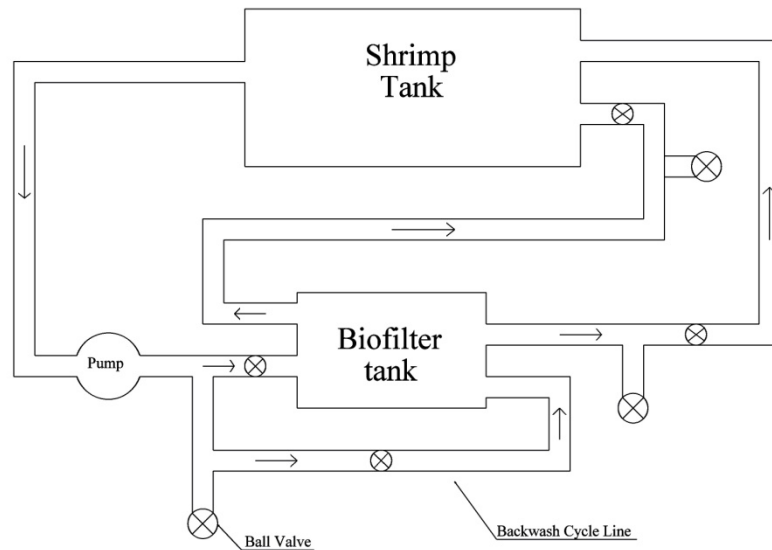 Shrimp
Tank
Biofilter
tank
Pump
Ball Valve
Backwash Cycle Line